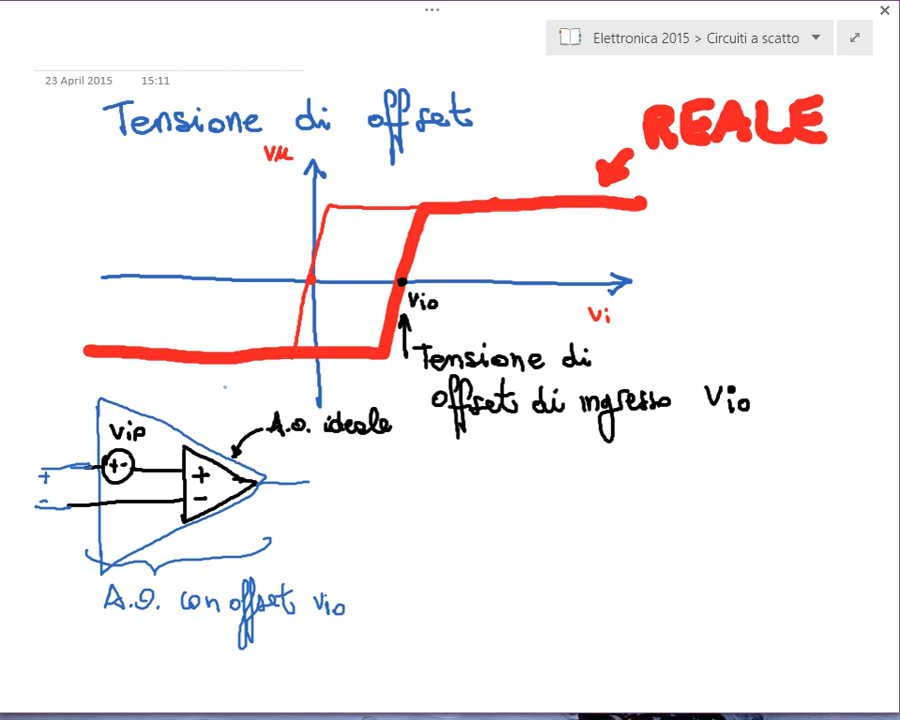 Elettronica 2015 > Circuiti a scatto
23 April 2015 15:11
Tensione di offset
REALE
Vu
Vio
Vi
Tensione di
offset di ingresso Vio
A.O. ideale
Vio
+
+-
+
-
-
A.O. con offset Vio